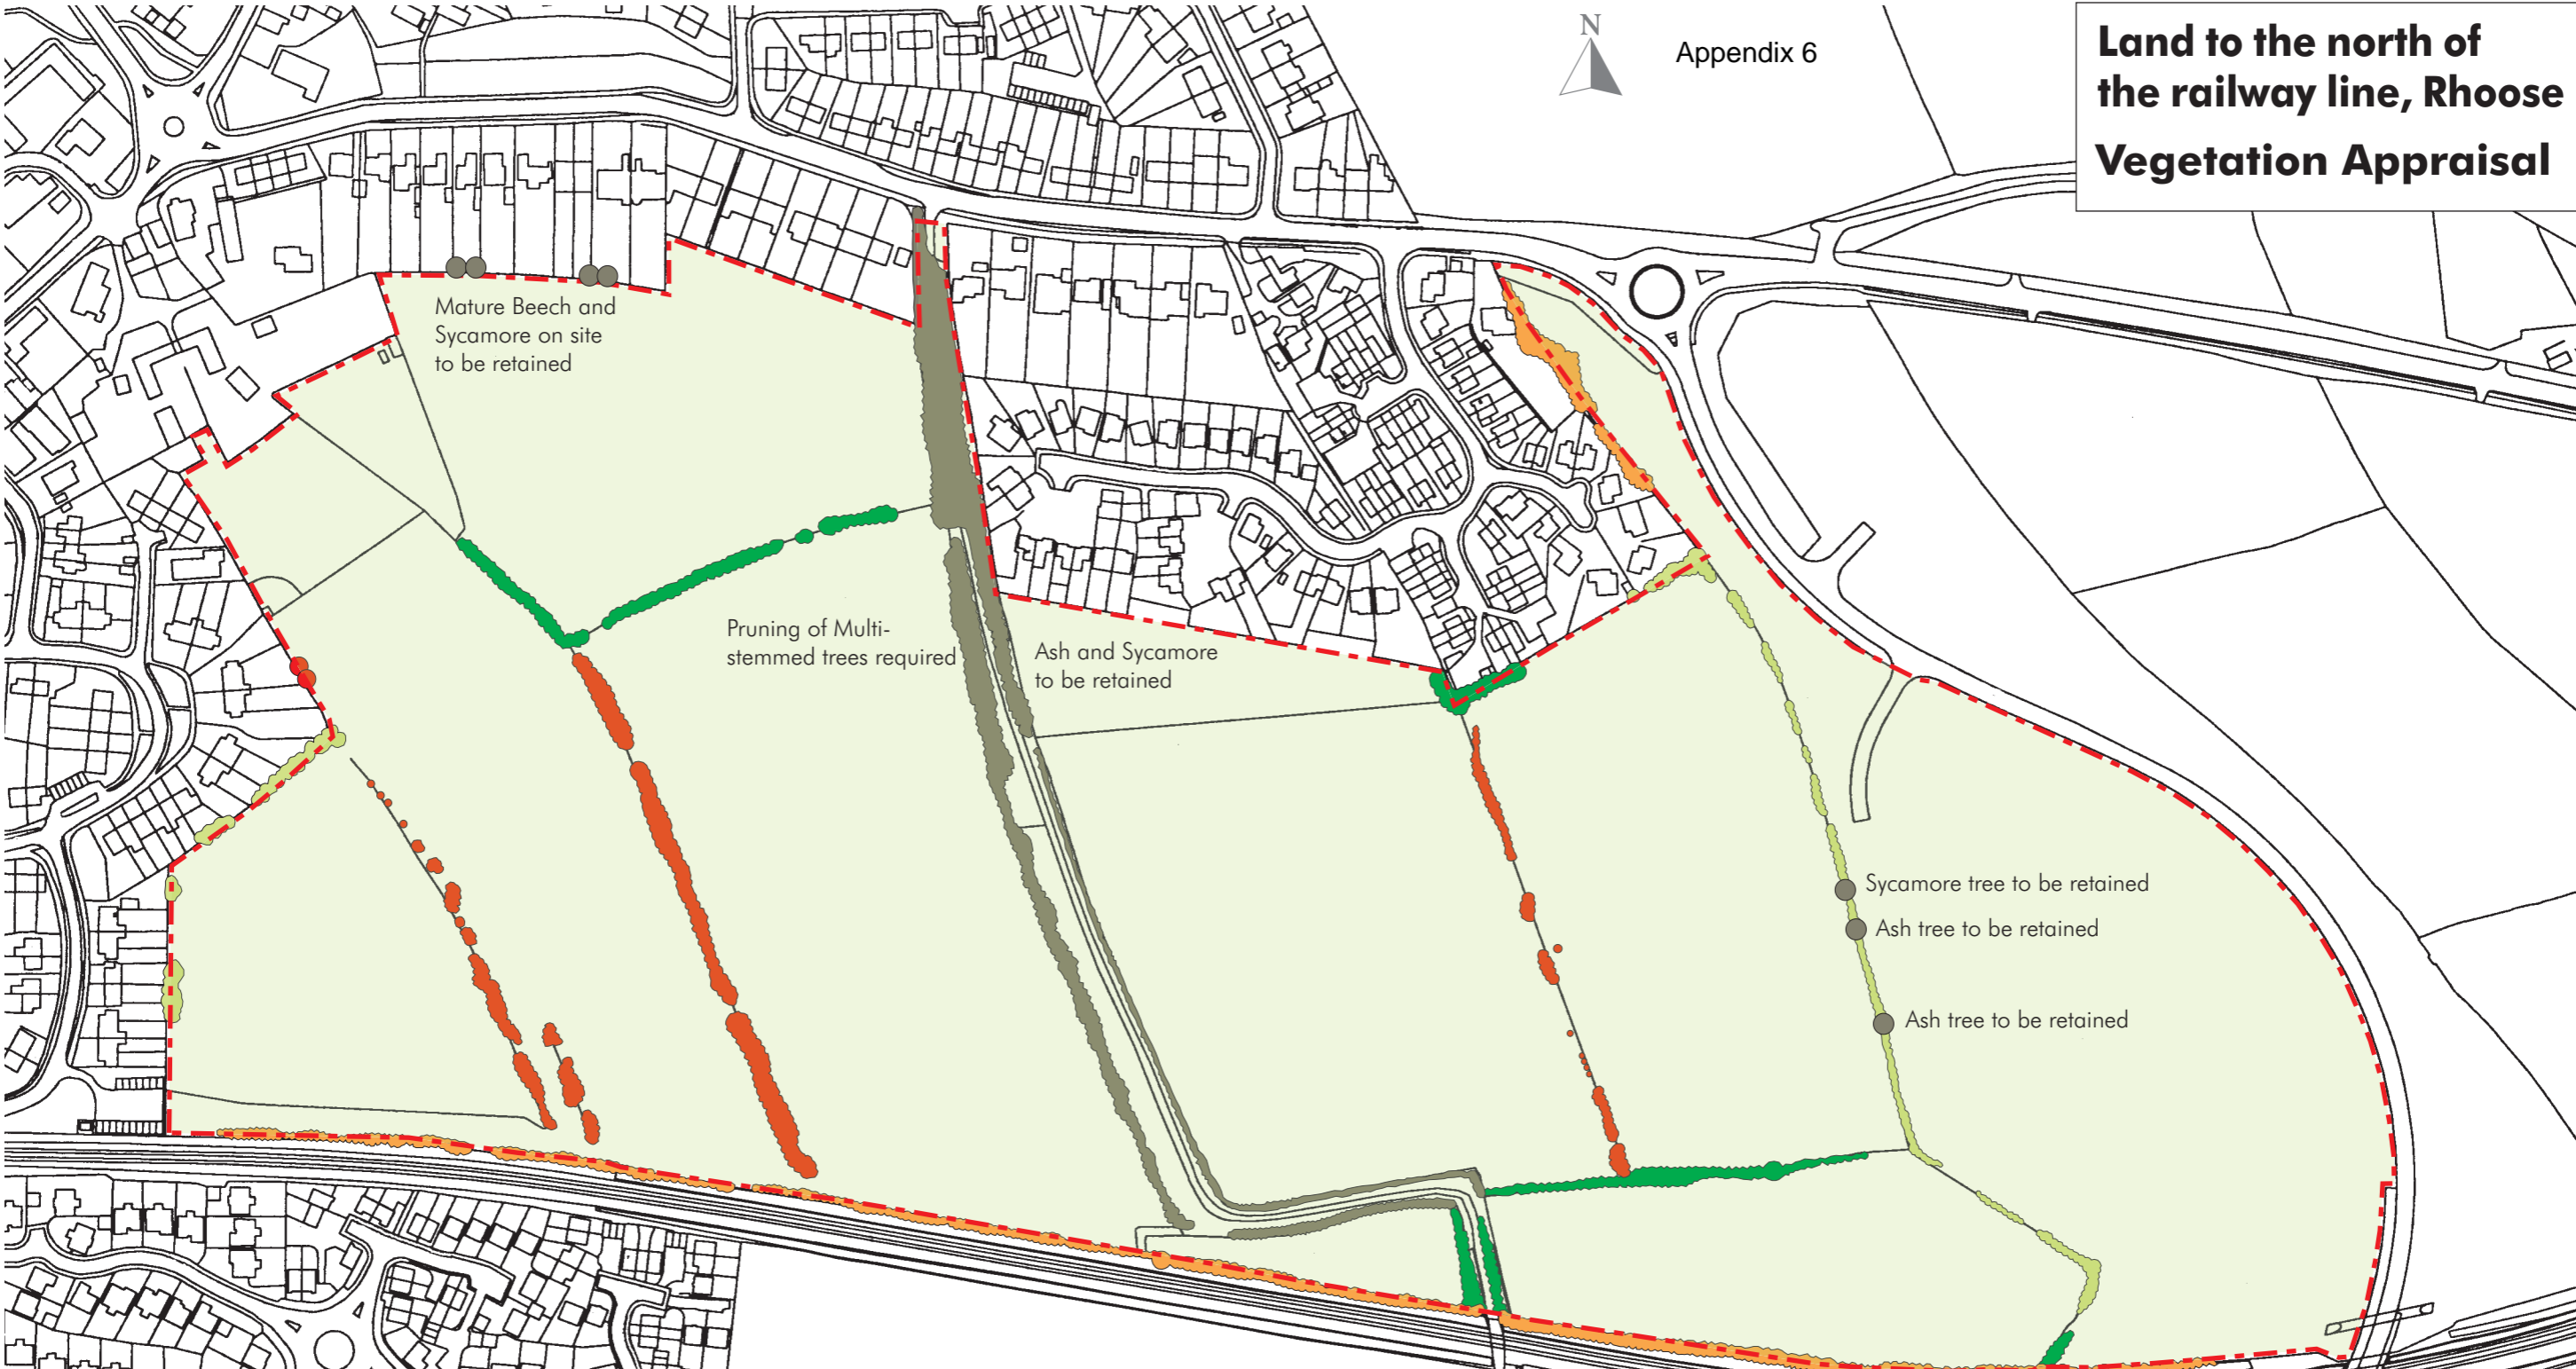 N
Appendix 6
Land to the north of
the railway line, Rhoose
Vegetation Appraisal
Mature Beech and
Sycamore on site
to be retained
Pruning of Multi-
stemmed trees required
Ash and Sycamore
to be retained
Sycamore tree to be retained
Ash tree to be retained
Ash tree to be retained